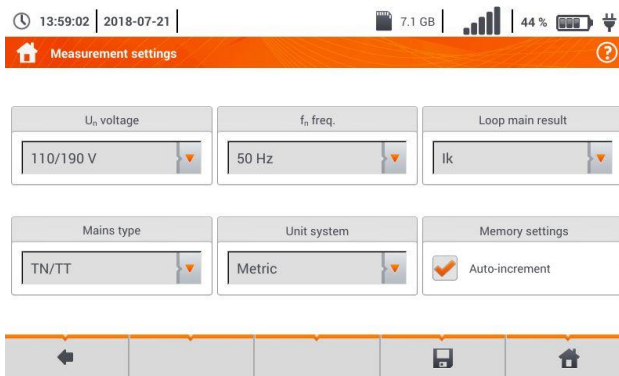 13:59:02 2018-07-21 7.1 GB 44 %
Measurement settings ?
Un voltage fn freq. Loop main result
110/190 V 50 Hz Ik
Mains type Unit system Memory settings
TN/TT Metric Auto-increment